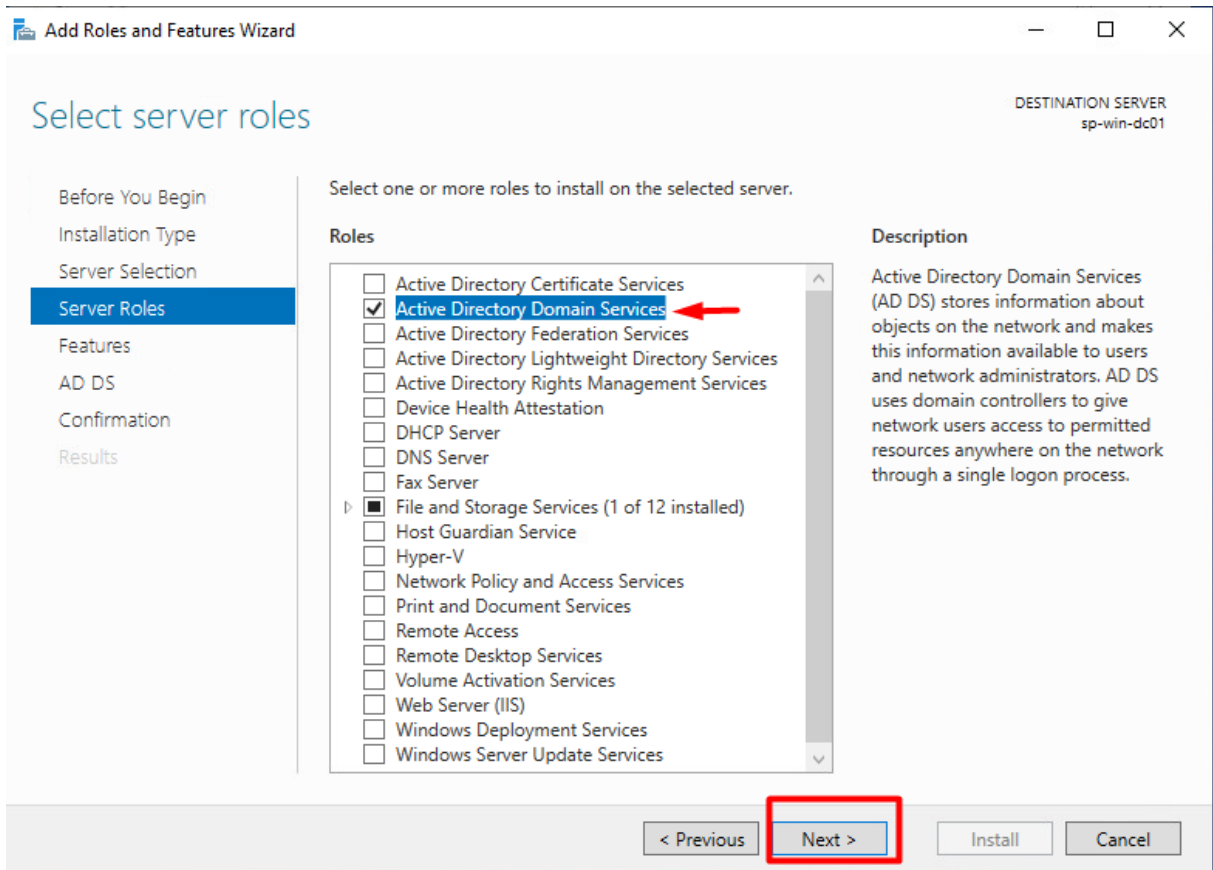 Add Roles and Features Wizard
Select server roles
DESTINATION SERVER
sp-win-dc01
Before You Begin
Installation Type
Server Selection
Server Roles
Features
AD DS
Confirmation
Results
Select one or more roles to install on the selected server.
Roles
Active Directory Certificate Services
Active Directory Domain Services
Active Directory Federation Services
Active Directory Lightweight Directory Services
Active Directory Rights Management Services
Device Health Attestation
DHCP Server
DNS Server
Fax Server
File and Storage Services (1 of 12 installed)
Host Guardian Service
Hyper-V
Network Policy and Access Services
Print and Document Services
Remote Access
Remote Desktop Services
Volume Activation Services
Web Server (IIS)
Windows Deployment Services
Windows Server Update Services
Description
Active Directory Domain Services
(AD DS) stores information about
objects on the network and makes
this information available to users
and network administrators. AD DS
uses domain controllers to give
network users access to permitted
resources anywhere on the network
through a single logon process.
< Previous
Next >
Install
Cancel